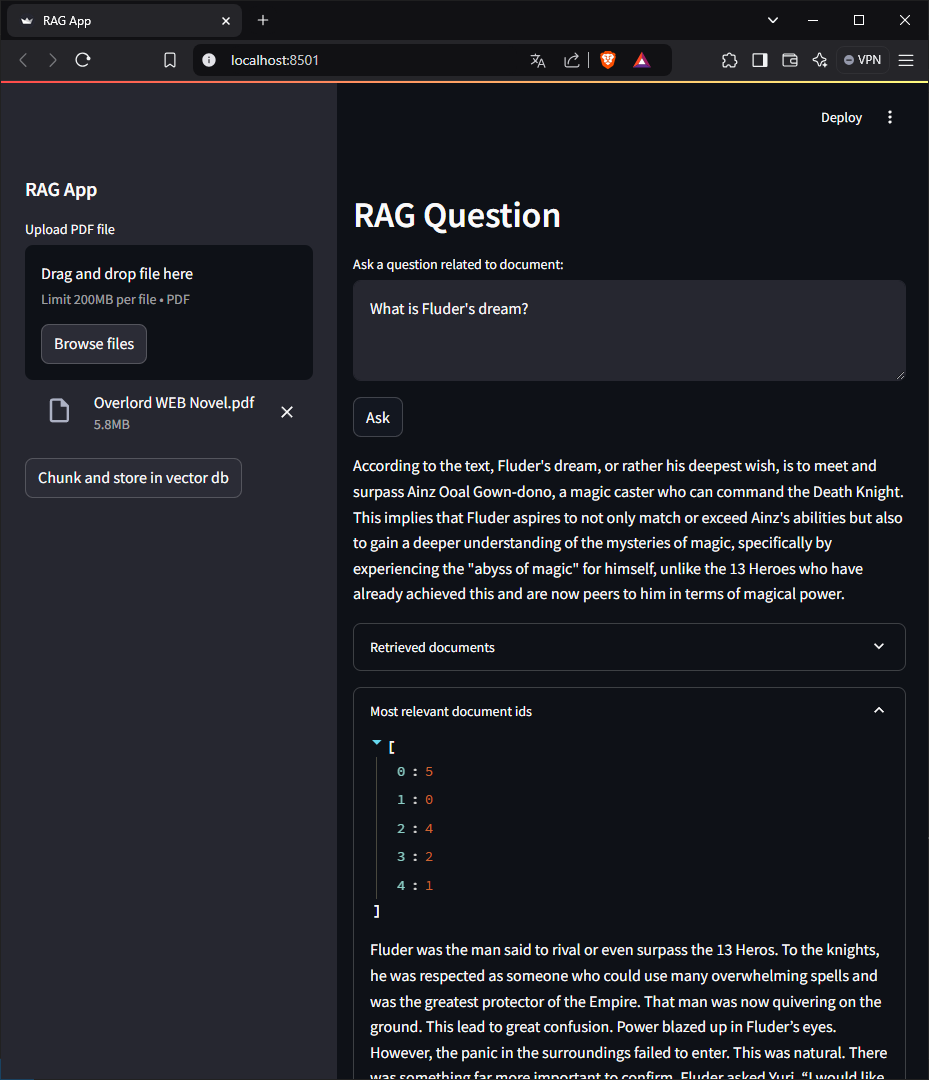 RAG App
localhost:8501
VPN
Deploy
RAG App
Upload PDF file
Drag and drop file here
Limit 200MB per file • PDF
Browse files
Overlord WEB Novel.pdf
5.8MB
Chunk and store in vector db
RAG Question
Ask a question related to document:
What is Fluder's dream?
Ask
According to the text, Fluder's dream, or rather his deepest wish, is to meet and
surpass Ainz Ooal Gown-dono, a magic caster who can command the Death Knight.
This implies that Fluder aspires to not only match or exceed Ainz's abilities but also
to gain a deeper understanding of the mysteries of magic, specifically by
experiencing the "abyss of magic" for himself, unlike the 13 Heroes who have
already achieved this and are now peers to him in terms of magical power.
Retrieved documents
Most relevant document ids
[
0 : 5
1 : 0
2 : 4
3 : 2
4 : 1
]
Fluder was the man said to rival or even surpass the 13 Heros. To the knights,
he was respected as someone who could use many overwhelming spells and
was the greatest protector of the Empire. That man was now quivering on the
ground. This lead to great confusion. Power blazed up in Fluder’s eyes.
However, the panic in the surroundings failed to enter. This was natural. There
was something far more important to confirm. Fluder asked Yuri. “I would like